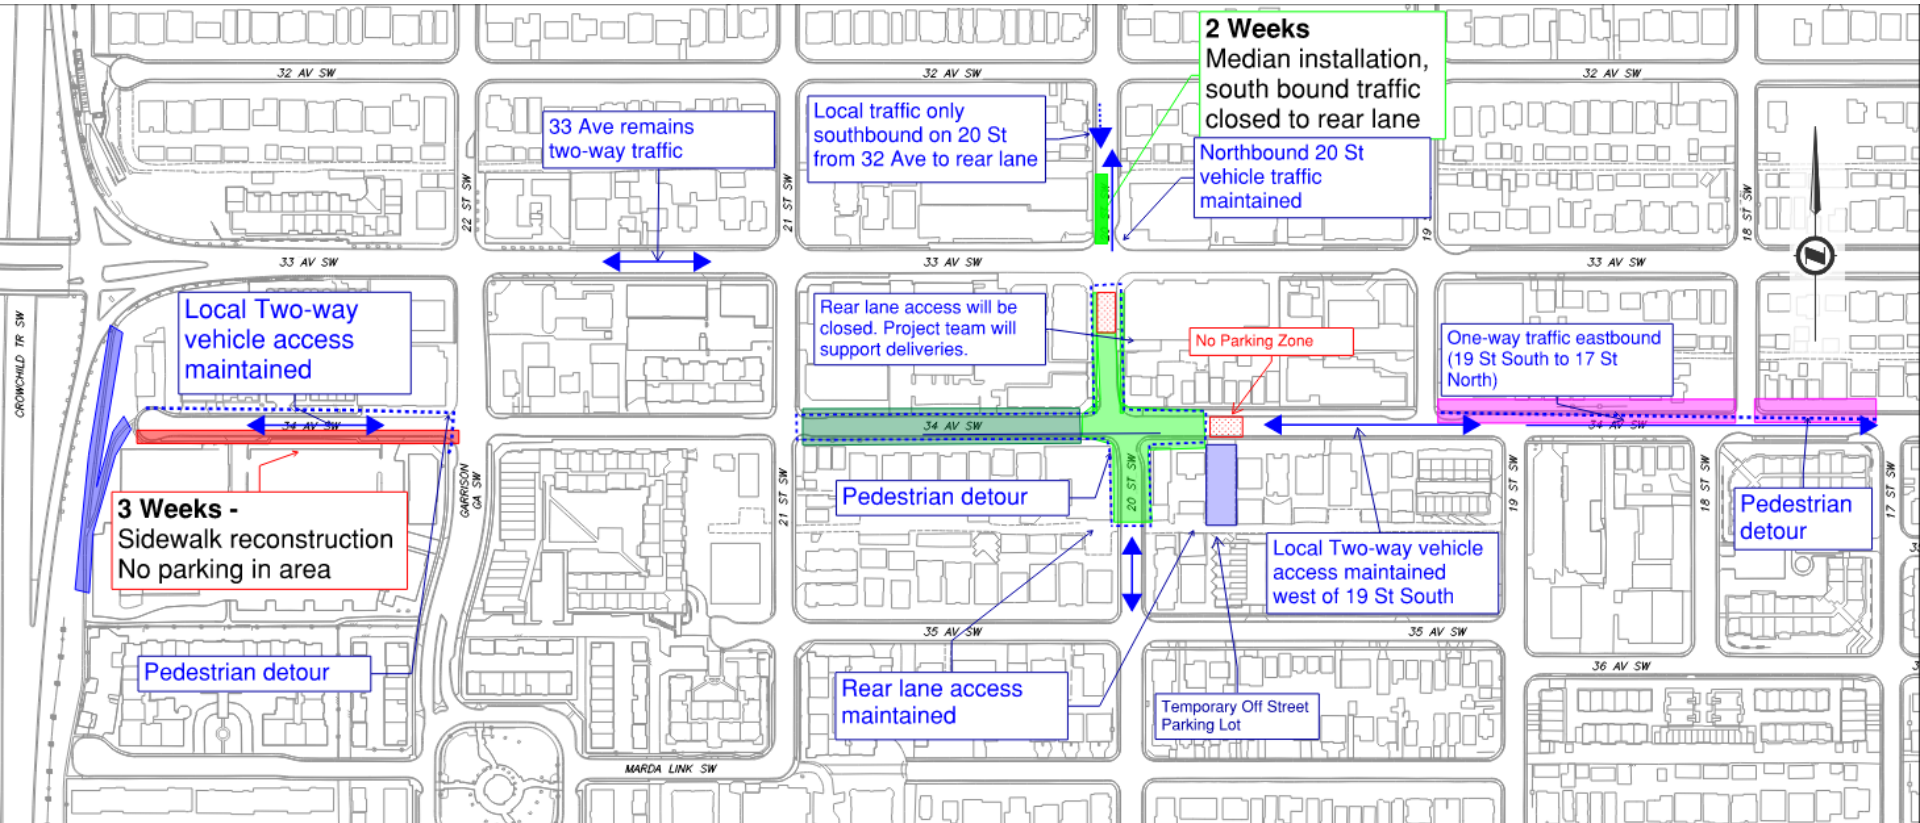 2 Weeks
Median installation,
south bound traffic
closed to rear lane
32 AV SW
32 AV SW
32 AV SW
33 Ave remains
two-way traffic
Local traffic only
southbound on 20 St
from 32 Ave to rear lane
Northbound 20 St
vehicle traffic
maintained
22 ST SW
21 ST SW
19
18 ST SW
33 AV SW
33 AV SW
33 AV SW
CROWCHILD TR SW
Local Two-way
vehicle access
maintained
Rear lane access will be
closed. Project team will
support deliveries.
No Parking Zone
One-way traffic eastbound
(19 St South to 17 St
North)
34 AV SW
34 AV SW
34 AV SW
GARRISON
GA SW
21 ST SW
20 ST SW
19 ST SW
18 ST SW
17 ST SW
3 Weeks -
Sidewalk reconstruction
No parking in area
Pedestrian detour
Pedestrian
detour
Local Two-way vehicle
access maintained
west of 19 St South
35 AV SW
35 AV SW
36 AV SW
Pedestrian detour
Rear lane access
maintained
Temporary Off Street
Parking Lot
MARDA LINK SW